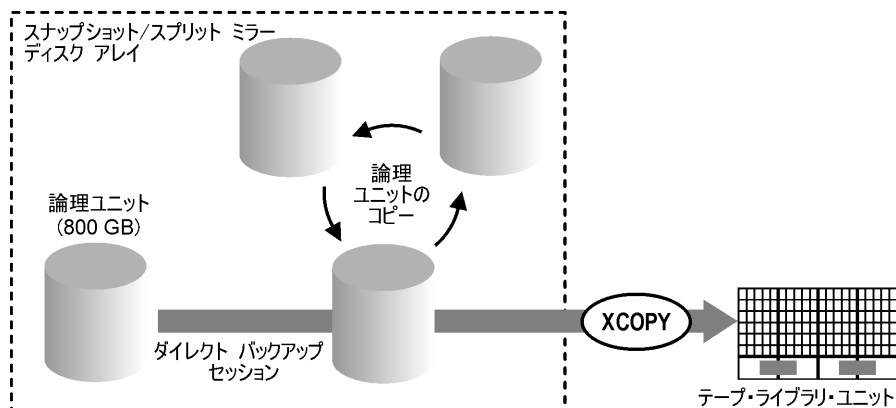 スナップショット/スプリット ミラー
ディスク アレイ
論理
ユニットの
コピー
論理ユニット
(800 GB)
XCOPY
ダイレクト バックアップ
セッション
テープ・ライブラリ・ユニット